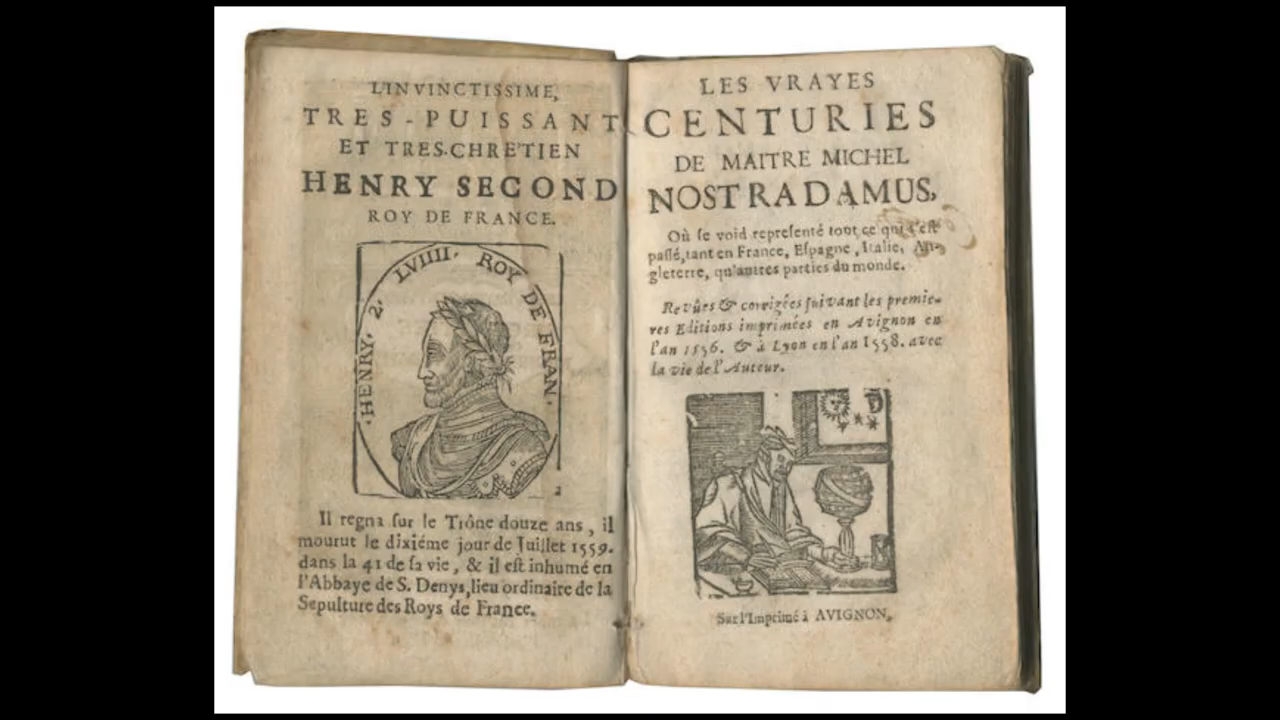 L'INVINCTISSIME,
TRES-PUISSANT
ET TRES-CHRETIEN
HENRY SECOND
ROY DE FRANCE.
·HENRY· 2· LVIIII· ROY DE FRAN·
2
Il regna sur le Trône douze ans, il
mourut le dixiéme jour de Juillet 1559.
dans la 41 de sa vie, & il est inhumé en
l'Abbaye de S. Denys, lieu ordinaire de la
Sepulture des Roys de France.
LES VRAYES
CENTURIES
DE MAITRE MICHEL
NOSTRADAMUS,
Où se void representé tout ce qui s'est
passé, tant en France, Espagne, Italie, An-
gleterre, qu'autres parties du monde.
Revûes & corrigées suivant les premie-
res Editions imprimées en Avignon en
l'an 1556. & à Lyon en l'an 1558. avec
la vie de l'Auteur.
Sur l'Imprimé à AVIGNON,